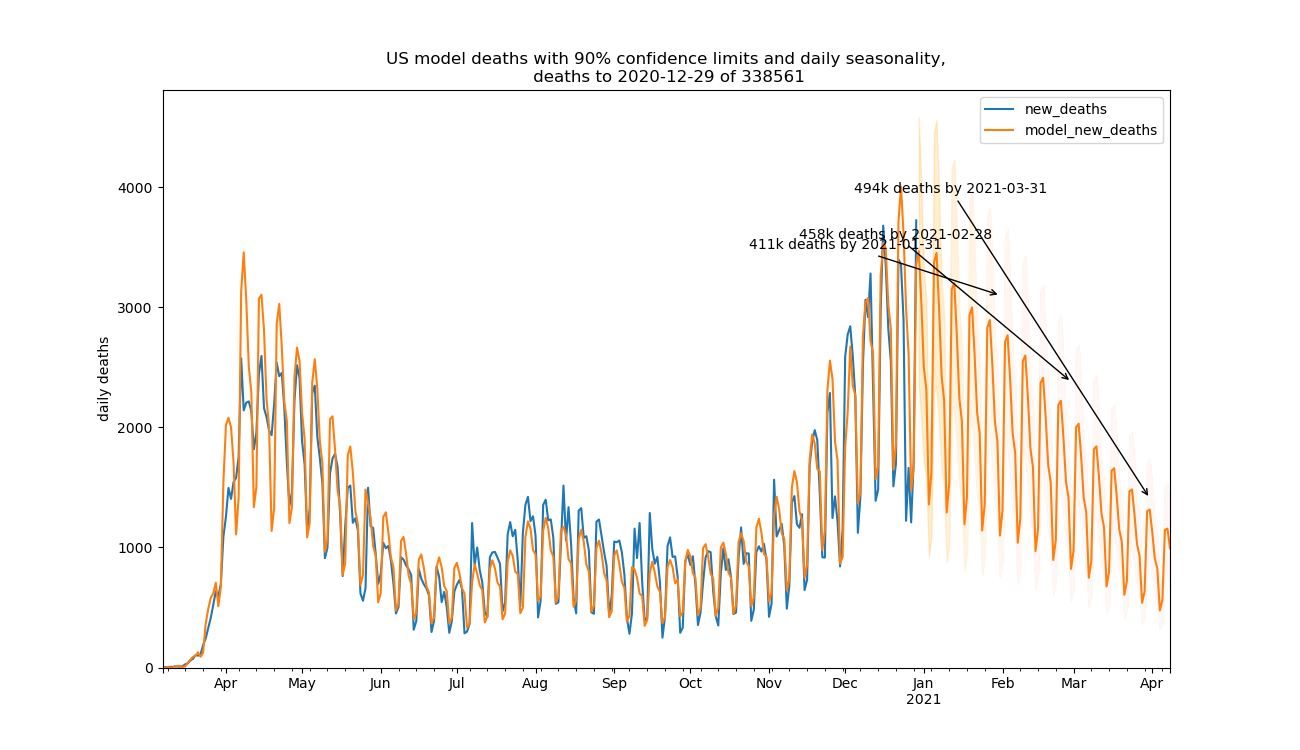 US model deaths with 90% confidence limits and daily seasonality,
deaths to 2020-12-29 of 338561
new_deaths
model_new_deaths
494k deaths by 2021-03-31
458k deaths by 2021-02-28
411k deaths by 2021-01-31
daily deaths
4000
3000
2000
1000
0
Apr May Jun Jul Aug Sep Oct Nov Dec Jan Feb Mar Apr
2021